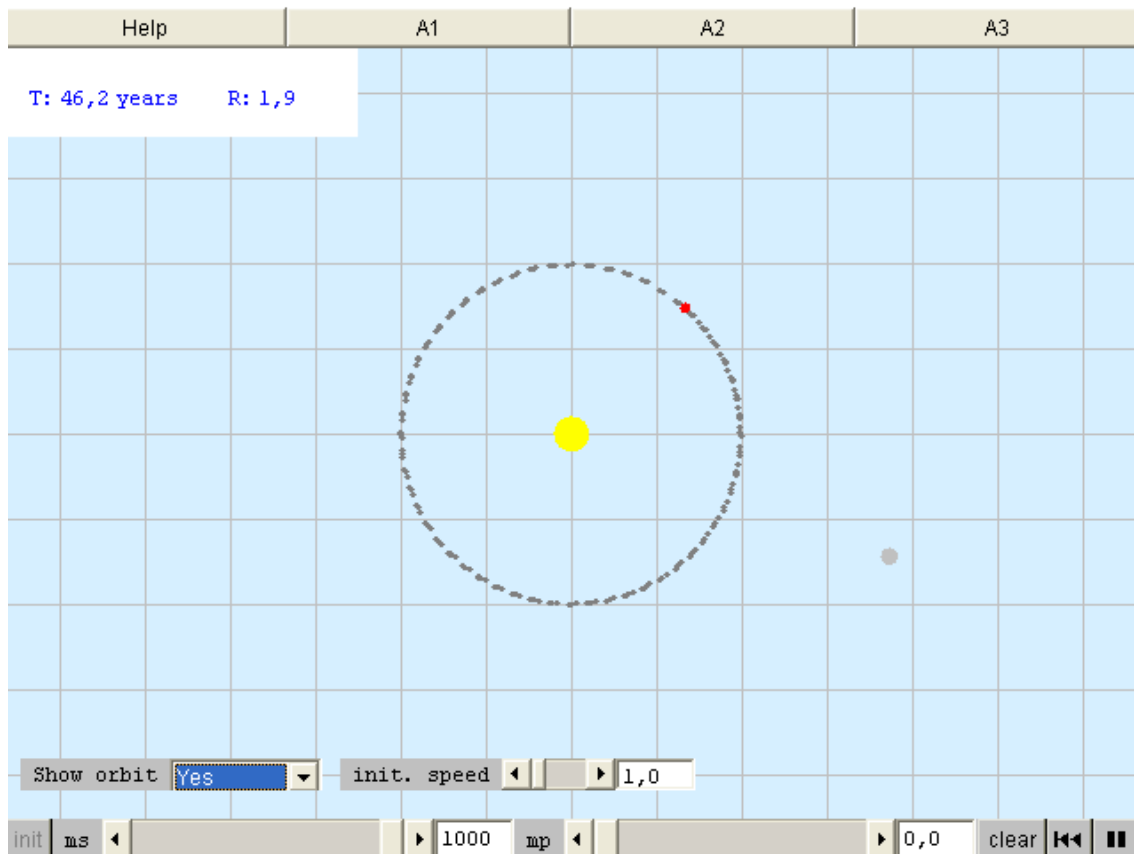 Help A1 A2 A3
T: 46,2 years R: 1,9
Show orbit Yes init. speed 1,0
init ms 1000 mp 0,0 clear